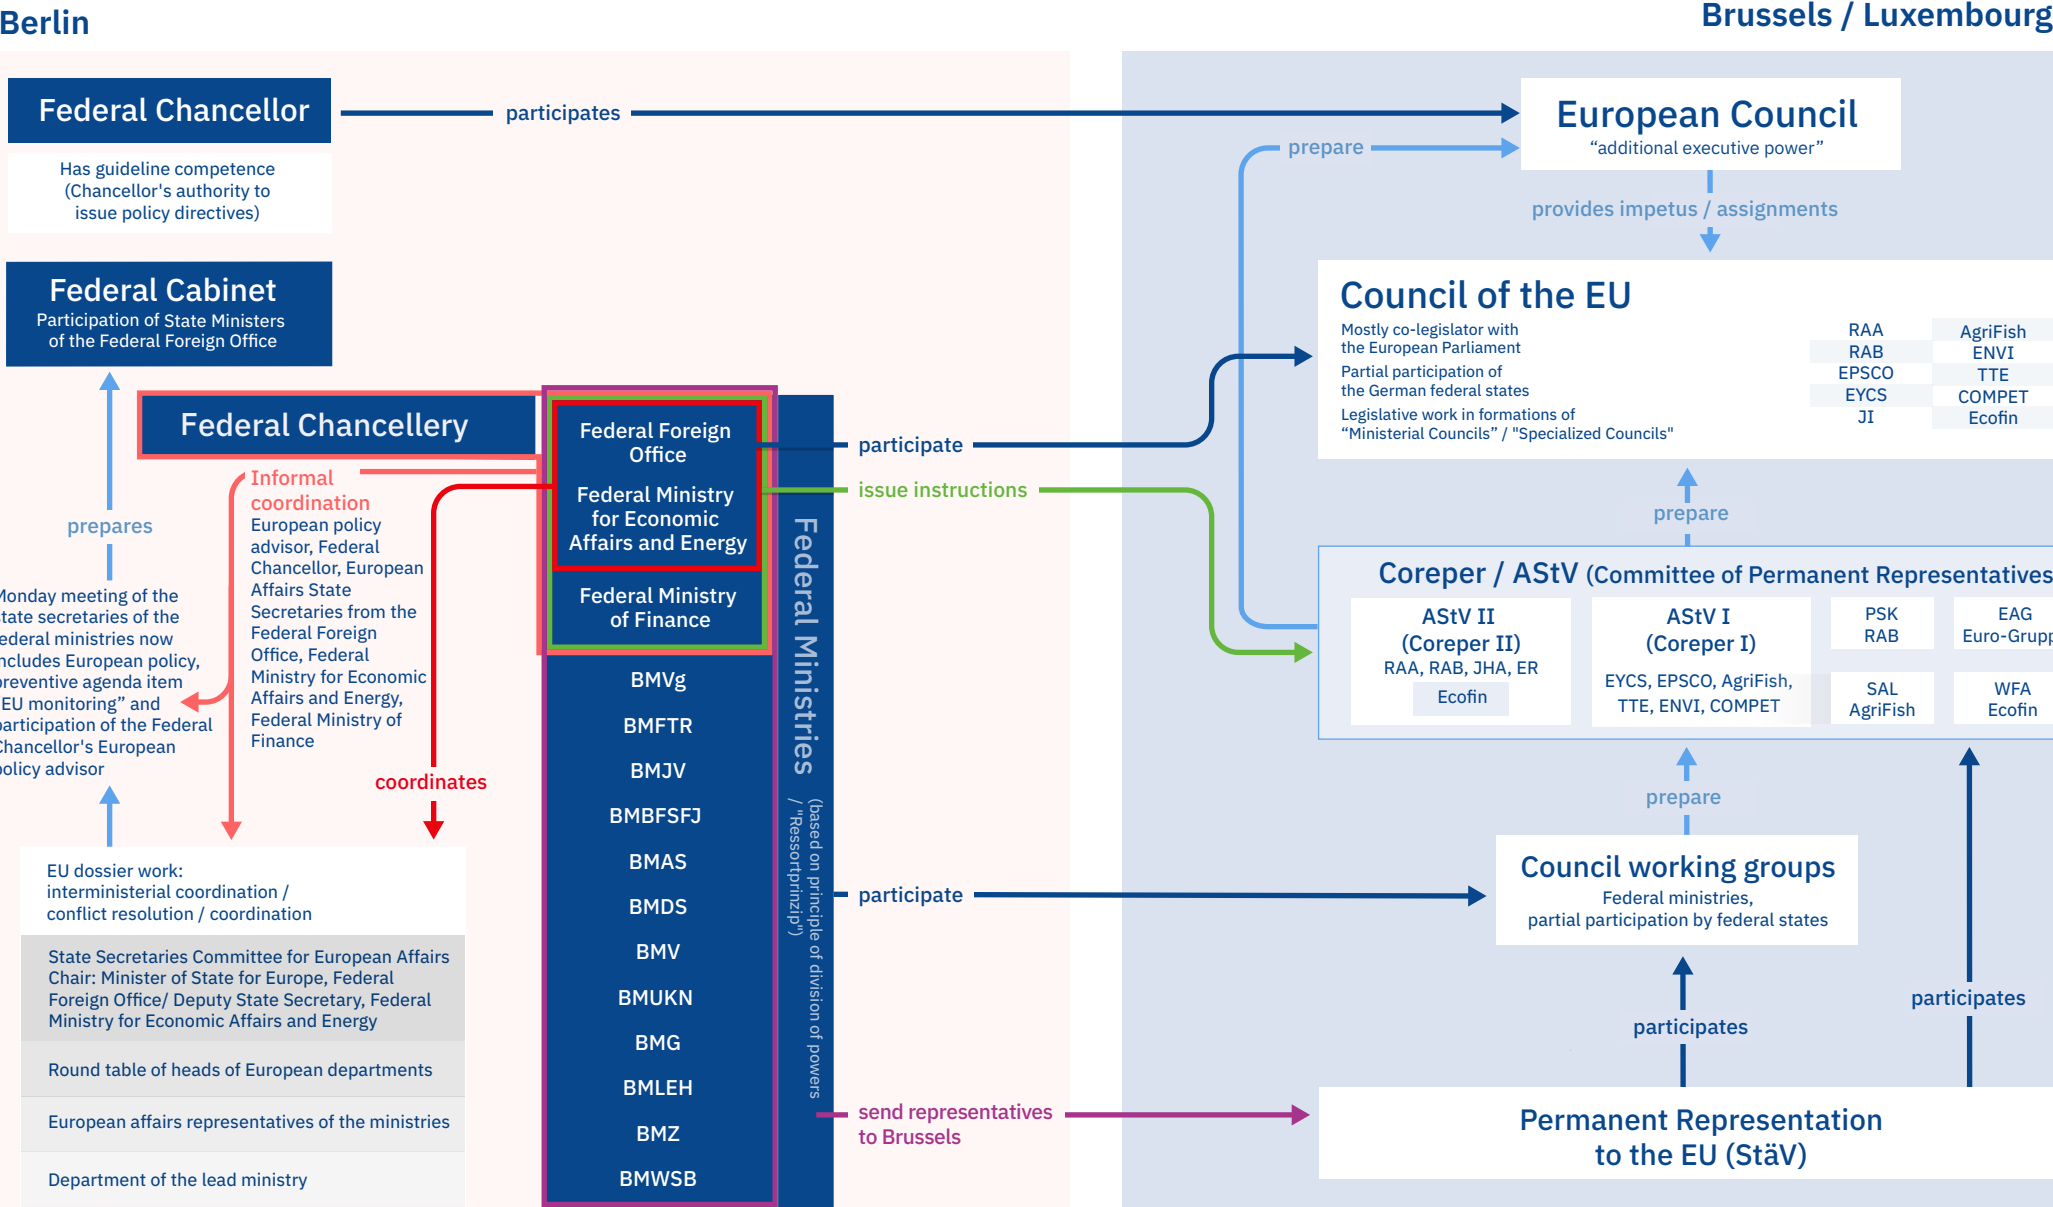 Berlin
Brussels / Luxembourg
Federal Chancellor
participates
European Council
“additional executive power”
prepare
Has guideline competence
(Chancellor's authority to
issue policy directives)
provides impetus / assignments
Federal Cabinet
Participation of State Ministers
of the Federal Foreign Office
Council of the EU
Mostly co-legislator with
the European Parliament
Partial participation of
the German federal states
Legislative work in formations of
“Ministerial Councils” / "Specialized Councils"
RAA
RAB
EPSCO
EYCS
JI
AgriFish
ENVI
TTE
COMPET
Ecofin
Federal Chancellery
Federal Foreign
Office
Federal Ministry
for Economic
Affairs and Energy
Federal Ministry
of Finance
BMVg
BMFTR
BMJV
BMBFSFJ
BMAS
BMDS
BMV
BMUKN
BMG
BMLEH
BMZ
BMWSB
Federal Ministries
(based on principle of division of powers
/ "Ressortprinzip")
participate
issue instructions
participate
send representatives
to Brussels
prepares
Informal
coordination
European policy
advisor, Federal
Chancellor, European
Affairs State
Secretaries from the
Federal Foreign
Office, Federal
Ministry for Economic
Affairs and Energy,
Federal Ministry of
Finance
coordinates
Monday meeting of the
state secretaries of the
federal ministries now
includes European policy,
preventive agenda item
“EU monitoring” and
participation of the Federal
Chancellor's European
policy advisor
EU dossier work:
interministerial coordination /
conflict resolution / coordination
State Secretaries Committee for European Affairs
Chair: Minister of State for Europe, Federal
Foreign Office/ Deputy State Secretary, Federal
Ministry for Economic Affairs and Energy
Round table of heads of European departments
European affairs representatives of the ministries
Department of the lead ministry
prepare
Coreper / AStV (Committee of Permanent Representatives
AStV II
(Coreper II)
RAA, RAB, JHA, ER
Ecofin
AStV I
(Coreper I)
EYCS, EPSCO, AgriFish,
TTE, ENVI, COMPET
PSK
RAB
EAG
Euro-Grupp
SAL
AgriFish
WFA
Ecofin
prepare
Council working groups
Federal ministries,
partial participation by federal states
participates
participates
Permanent Representation
to the EU (StäV)